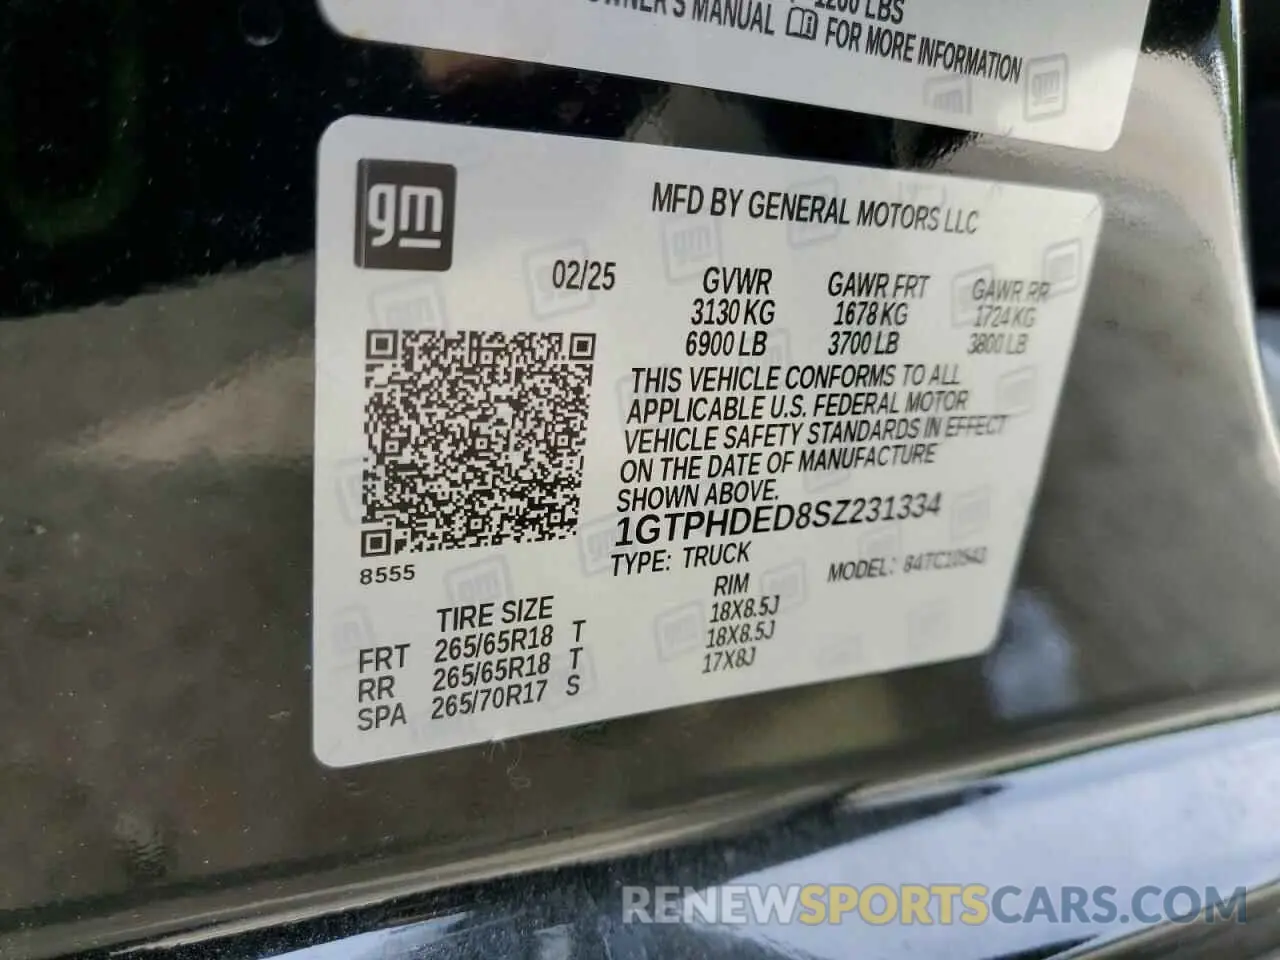 1200 LBS
OWNER'S MANUAL FOR MORE INFORMATION
gm
MFD BY GENERAL MOTORS LLC
02/25 GVWR GAWR FRT GAWR RR
3130 KG 1678 KG 1724 KG
6900 LB 3700 LB 3800 LB
THIS VEHICLE CONFORMS TO ALL
APPLICABLE U.S. FEDERAL MOTOR
VEHICLE SAFETY STANDARDS IN EFFECT
ON THE DATE OF MANUFACTURE
SHOWN ABOVE.
1GTPHDED8SZ231334
TYPE: TRUCK MODEL: 84TC10543
8555
TIRE SIZE RIM
FRT 265/65R18 T 18X8.5J
RR 265/65R18 T 18X8.5J
SPA 265/70R17 S 17X8J
RENEWSPORTSCARS.COM